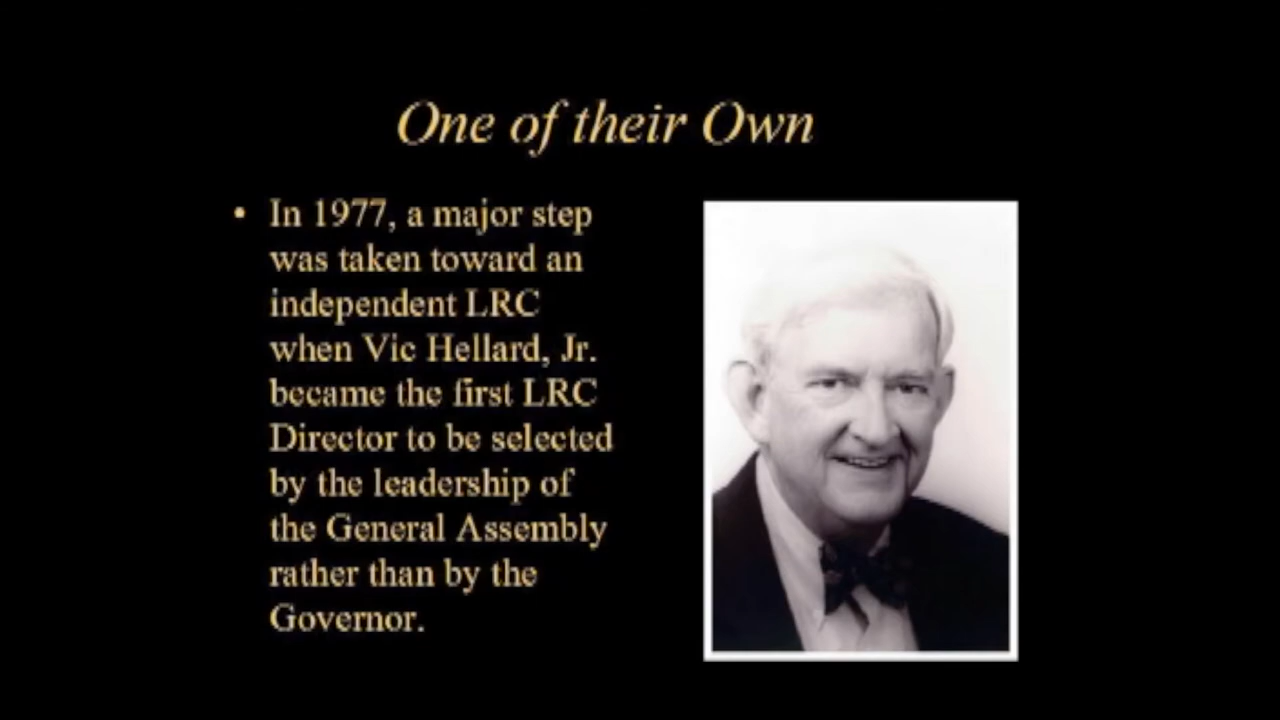 One of their Own
• In 1977, a major step
was taken toward an
independent LRC
when Vic Hellard, Jr.
became the first LRC
Director to be selected
by the leadership of
the General Assembly
rather than by the
Governor.